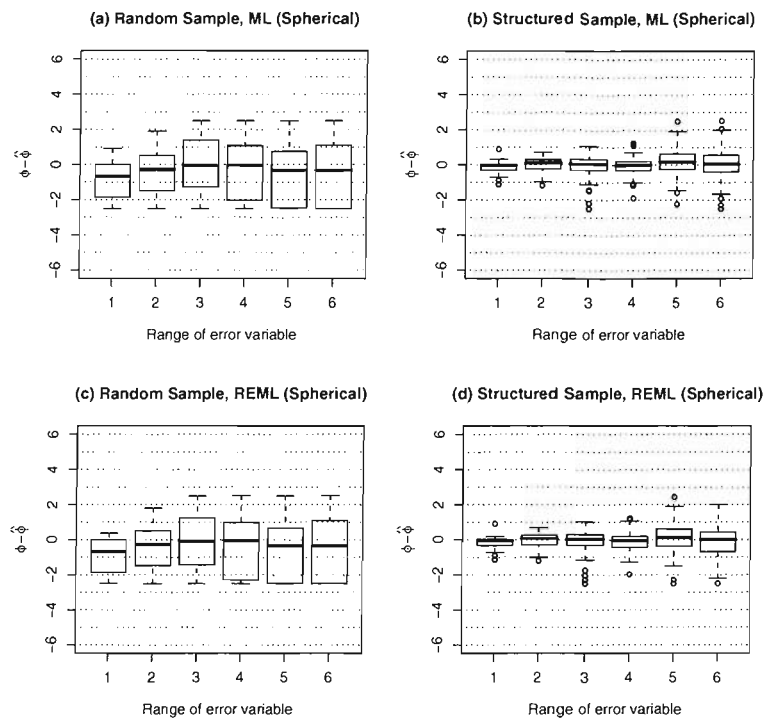 (a) Random Sample, ML (Spherical)
φ−φ̂
6
4
2
0
−2
−4
−6
1 2 3 4 5 6
Range of error variable
(b) Structured Sample, ML (Spherical)
φ−φ̂
6
4
2
0
−2
−4
−6
1 2 3 4 5 6
Range of error variable
(c) Random Sample, REML (Spherical)
φ−φ̂
6
4
2
0
−2
−4
−6
1 2 3 4 5 6
Range of error variable
(d) Structured Sample, REML (Spherical)
φ−φ̂
6
4
2
0
−2
−4
−6
1 2 3 4 5 6
Range of error variable